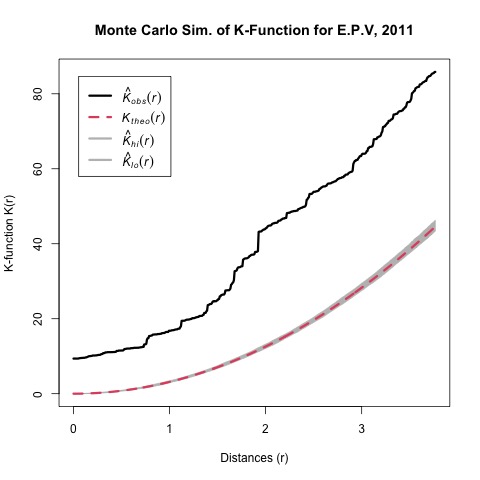 Monte Carlo Sim. of K-Function for E.P.V, 2011
K̂obs(r)
Ktheo(r)
K̂hi(r)
K̂lo(r)
K-function K(r)
80
60
40
20
0
0 1 2 3
Distances (r)